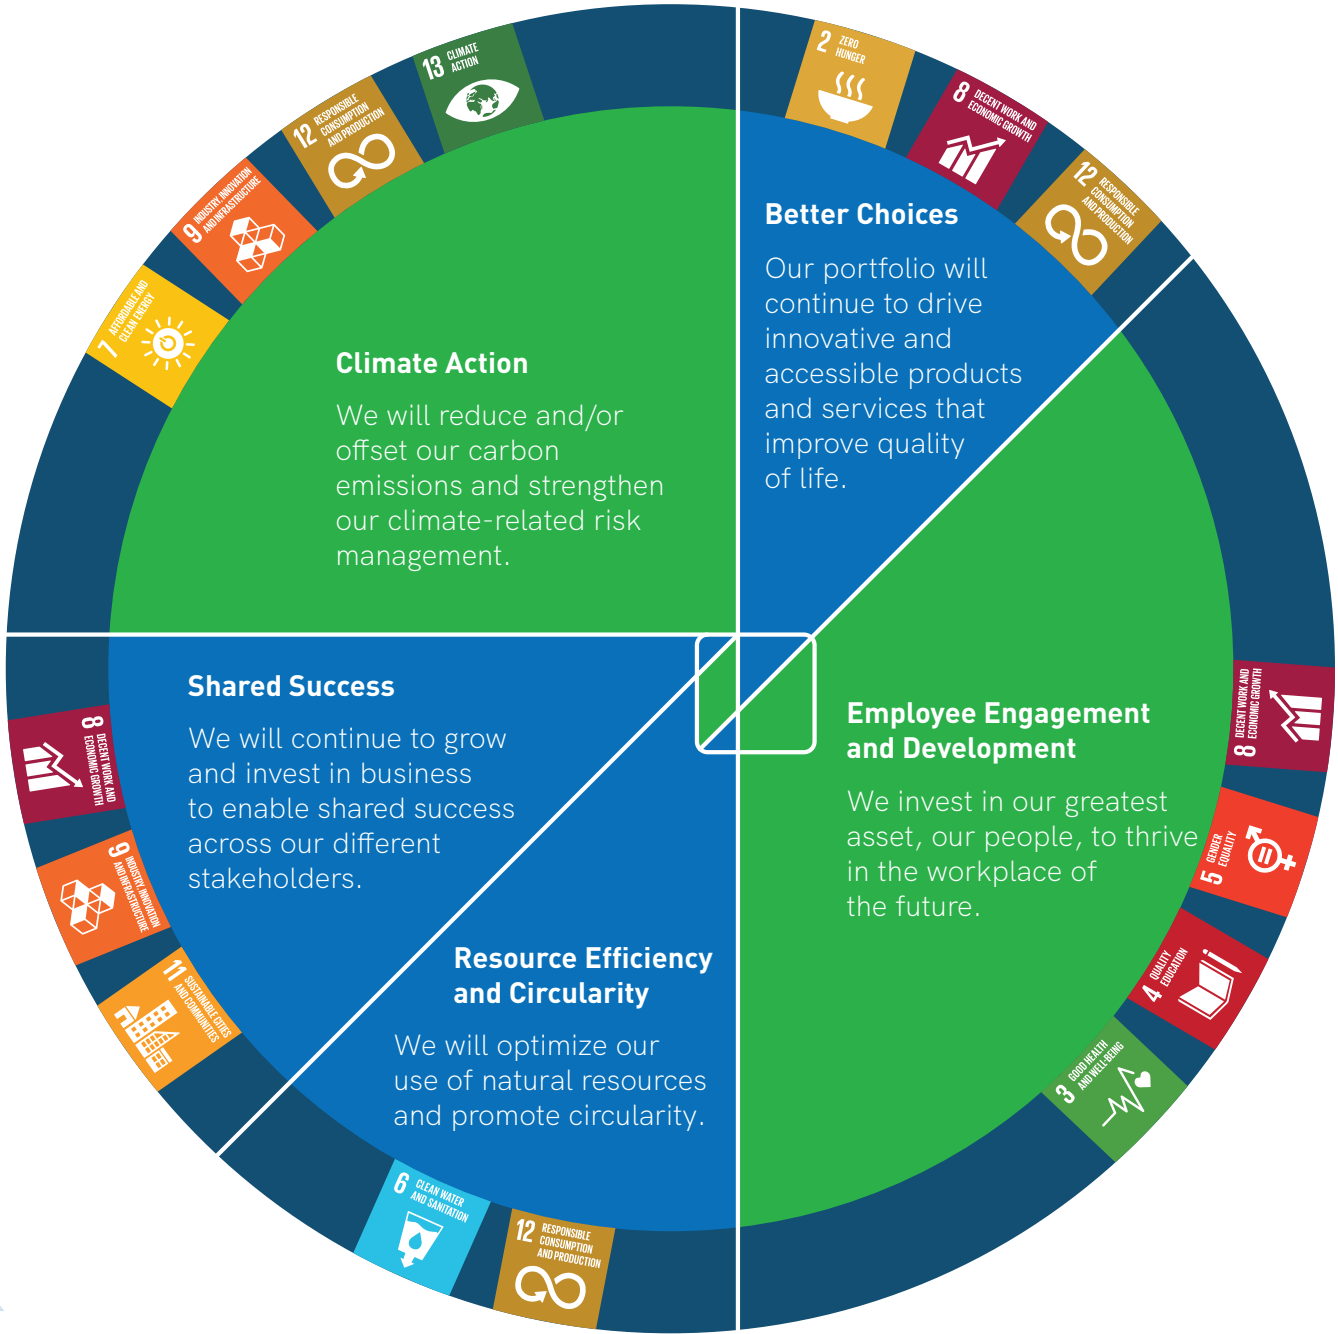 13 CLIMATE
ACTION
12 RESPONSIBLE
CONSUMPTION
AND PRODUCTION
9 INDUSTRY, INNOVATION
AND INFRASTRUCTURE
7 AFFORDABLE AND
CLEAN ENERGY
Climate Action
We will reduce and/or
offset our carbon
emissions and strengthen
our climate-related risk
management.
2 ZERO
HUNGER
8 DECENT WORK AND
ECONOMIC GROWTH
12 RESPONSIBLE
CONSUMPTION
AND PRODUCTION
Better Choices
Our portfolio will
continue to drive
innovative and
accessible products
and services that
improve quality
of life.
Employee Engagement
and Development
We invest in our greatest
asset, our people, to thrive
in the workplace of
the future.
8 DECENT WORK AND
ECONOMIC GROWTH
5 GENDER
EQUALITY
4 QUALITY
EDUCATION
3 GOOD HEALTH
AND WELL-BEING
Shared Success
We will continue to grow
and invest in business
to enable shared success
across our different
stakeholders.
8 DECENT WORK AND
ECONOMIC GROWTH
9 INDUSTRY, INNOVATION
AND INFRASTRUCTURE
11 SUSTAINABLE CITIES
AND COMMUNITIES
Resource Efficiency
and Circularity
We will optimize our
use of natural resources
and promote circularity.
6 CLEAN WATER
AND SANITATION
12 RESPONSIBLE
CONSUMPTION
AND PRODUCTION